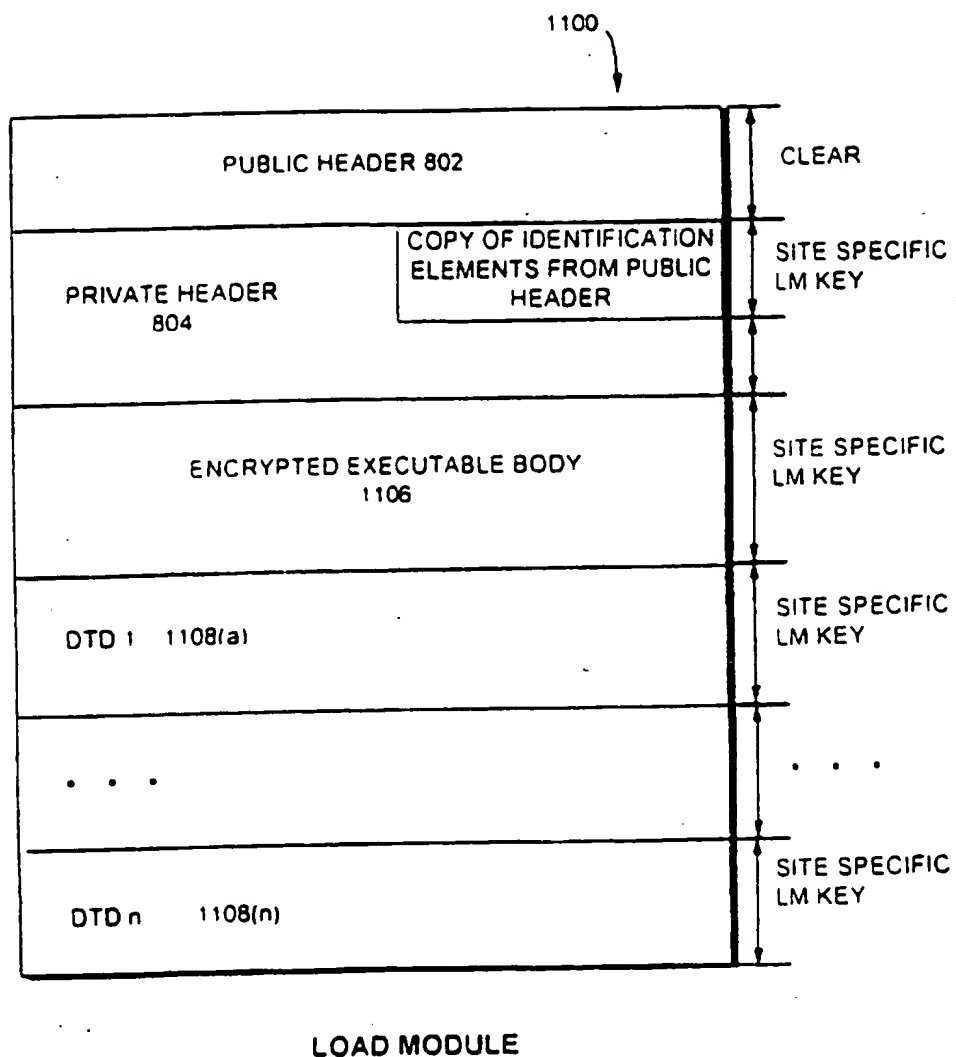 1100
PUBLIC HEADER 802
CLEAR
COPY OF IDENTIFICATION
ELEMENTS FROM PUBLIC
HEADER
SITE SPECIFIC
LM KEY
PRIVATE HEADER
804
ENCRYPTED EXECUTABLE BODY
1106
SITE SPECIFIC
LM KEY
DTD 1 1108(a)
SITE SPECIFIC
LM KEY
. . .
. . .
DTD n 1108(n)
SITE SPECIFIC
LM KEY
LOAD MODULE